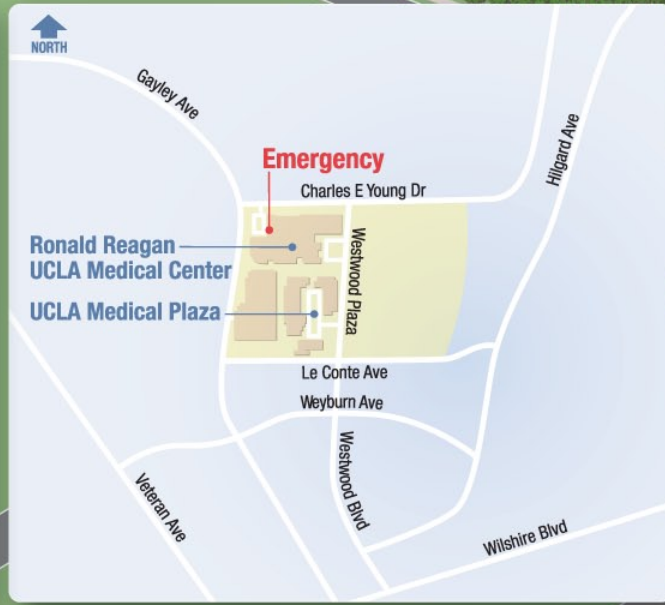 NORTH
Gayley Ave
Hilgard Ave
Emergency
Charles E Young Dr
Ronald Reagan
UCLA Medical Center
Westwood Plaza
UCLA Medical Plaza
Le Conte Ave
Weyburn Ave
Westwood Blvd
Veteran Ave
Wilshire Blvd